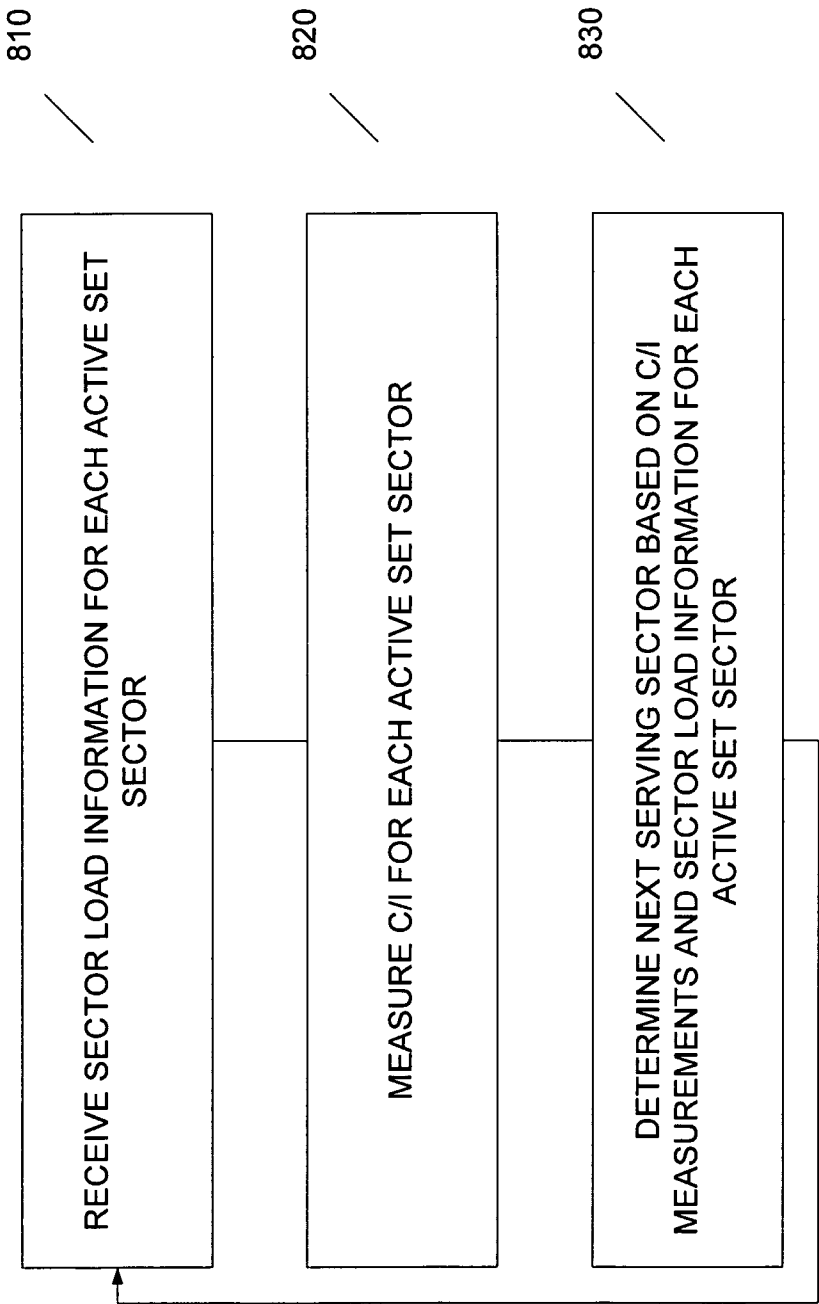 810
RECEIVE SECTOR LOAD INFORMATION FOR EACH ACTIVE SET
SECTOR
820
MEASURE C/I FOR EACH ACTIVE SET SECTOR
830
DETERMINE NEXT SERVING SECTOR BASED ON C/I
MEASUREMENTS AND SECTOR LOAD INFORMATION FOR EACH
ACTIVE SET SECTOR